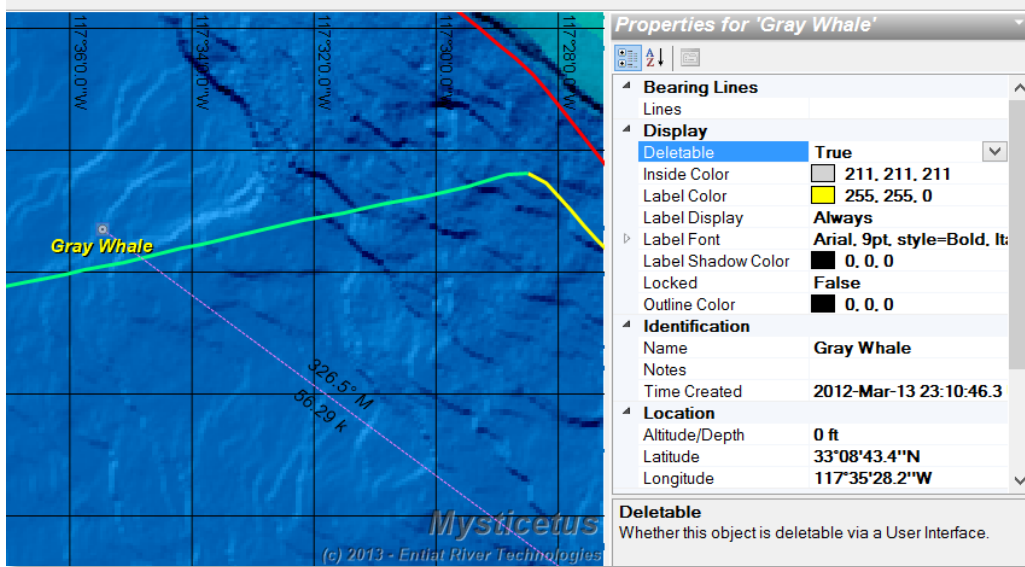 117°36'0.0"W
117°34'0.0"W
117°32'0.0"W
117°30'0.0"W
117°28'0.0"W
Gray Whale
326.5° M
56.29 k
Mysticetus
(c) 2013 - Entiat River Technologies
Properties for 'Gray Whale'
Bearing Lines
Lines
Display
Deletable True
Inside Color 211, 211, 211
Label Color 255, 255, 0
Label Display Always
Label Font Arial, 9pt, style=Bold, Ita
Label Shadow Color 0, 0, 0
Locked False
Outline Color 0, 0, 0
Identification
Name Gray Whale
Notes
Time Created 2012-Mar-13 23:10:46.3
Location
Altitude/Depth 0 ft
Latitude 33°08'43.4"N
Longitude 117°35'28.2"W
Deletable
Whether this object is deletable via a User Interface.